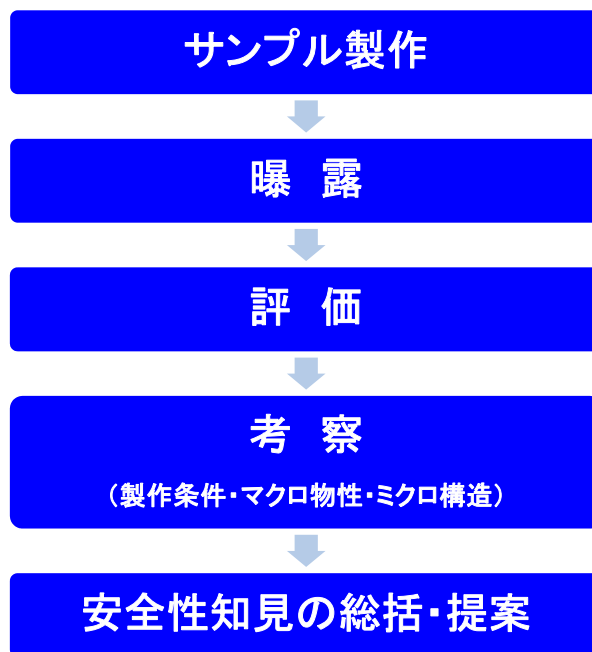 サンプル製作
曝　露
評　価
考　察
（製作条件・マクロ物性・ミクロ構造）
安全性知見の総括・提案